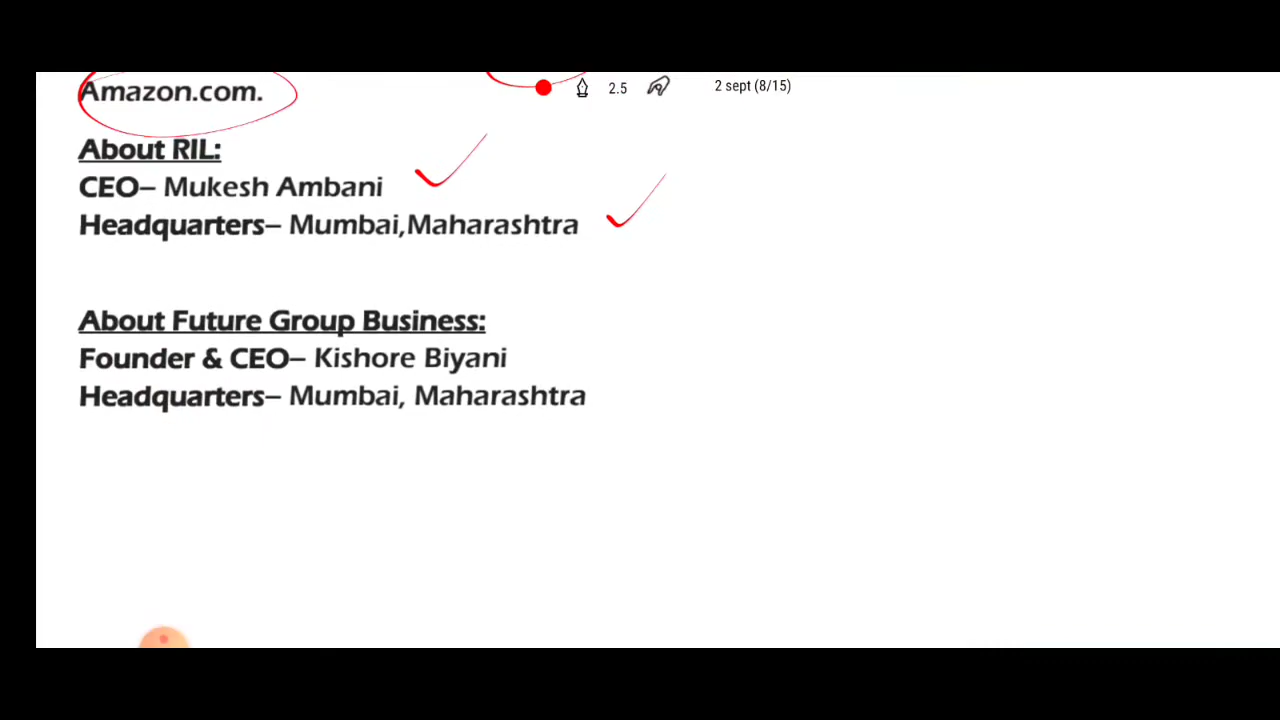 Amazon.com.
2.5
2 sept (8/15)
About RIL:
CEO– Mukesh Ambani
Headquarters– Mumbai,Maharashtra
About Future Group Business:
Founder & CEO– Kishore Biyani
Headquarters– Mumbai, Maharashtra